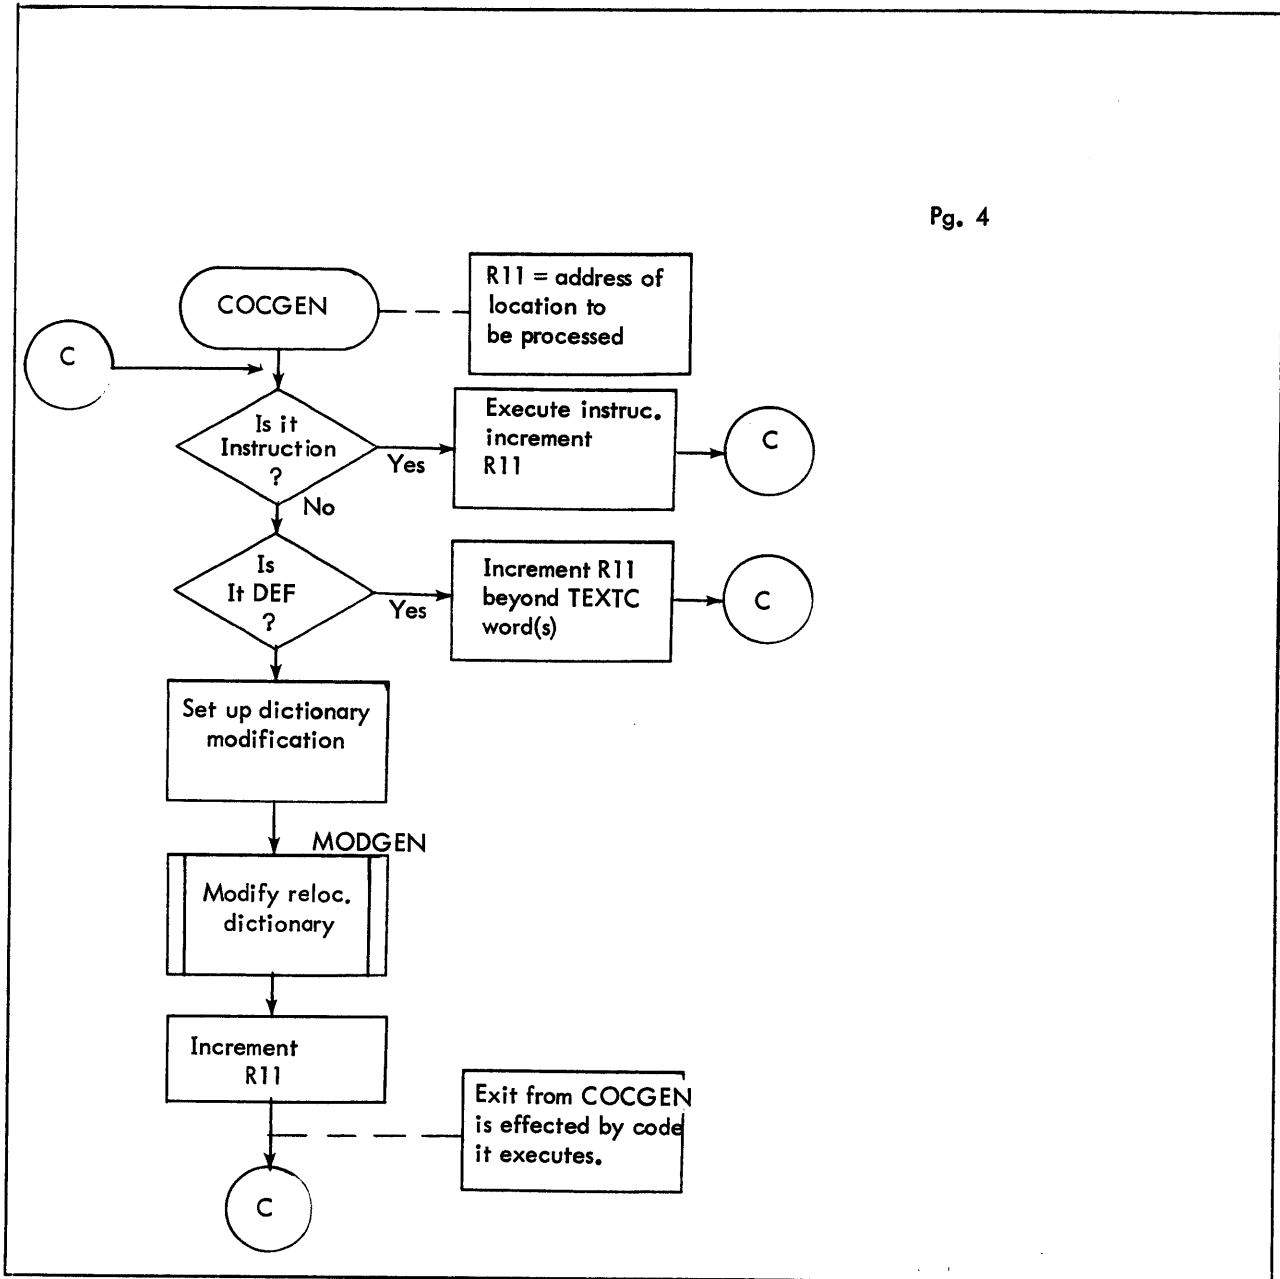 Pg. 4
COCGEN
R11 = address of
location to
be processed
C
Is it
Instruction
?
Yes
Execute instruc.
increment
R11
C
No
Is
It DEF
?
Yes
Increment R11
beyond TEXTC
word(s)
C
Set up dictionary
modification
MODGEN
Modify reloc.
dictionary
Increment
R11
Exit from COCGEN
is effected by code
it executes.
C